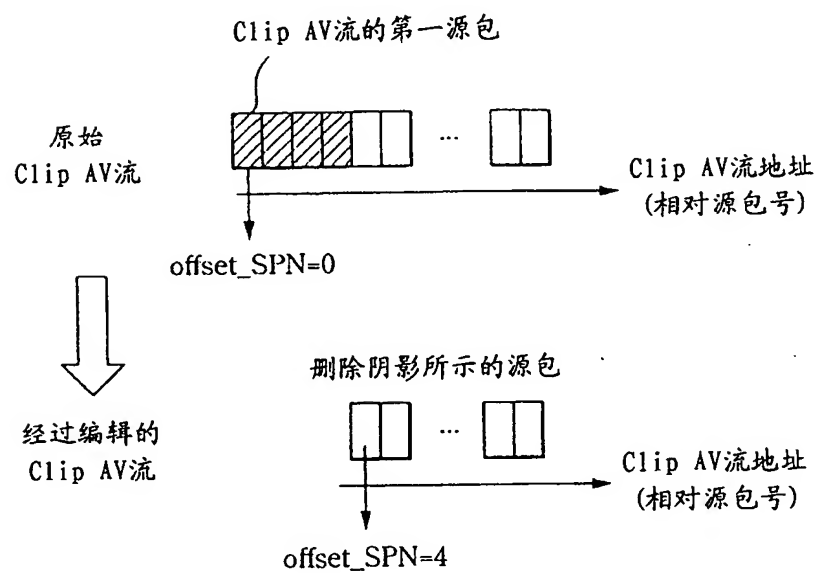 Clip AV流的第一源包
原始
Clip AV流
...
Clip AV流地址
(相对源包号)
offset_SPN=0
删除阴影所示的源包
经过编辑的
Clip AV流
...
Clip AV流地址
(相对源包号)
offset_SPN=4